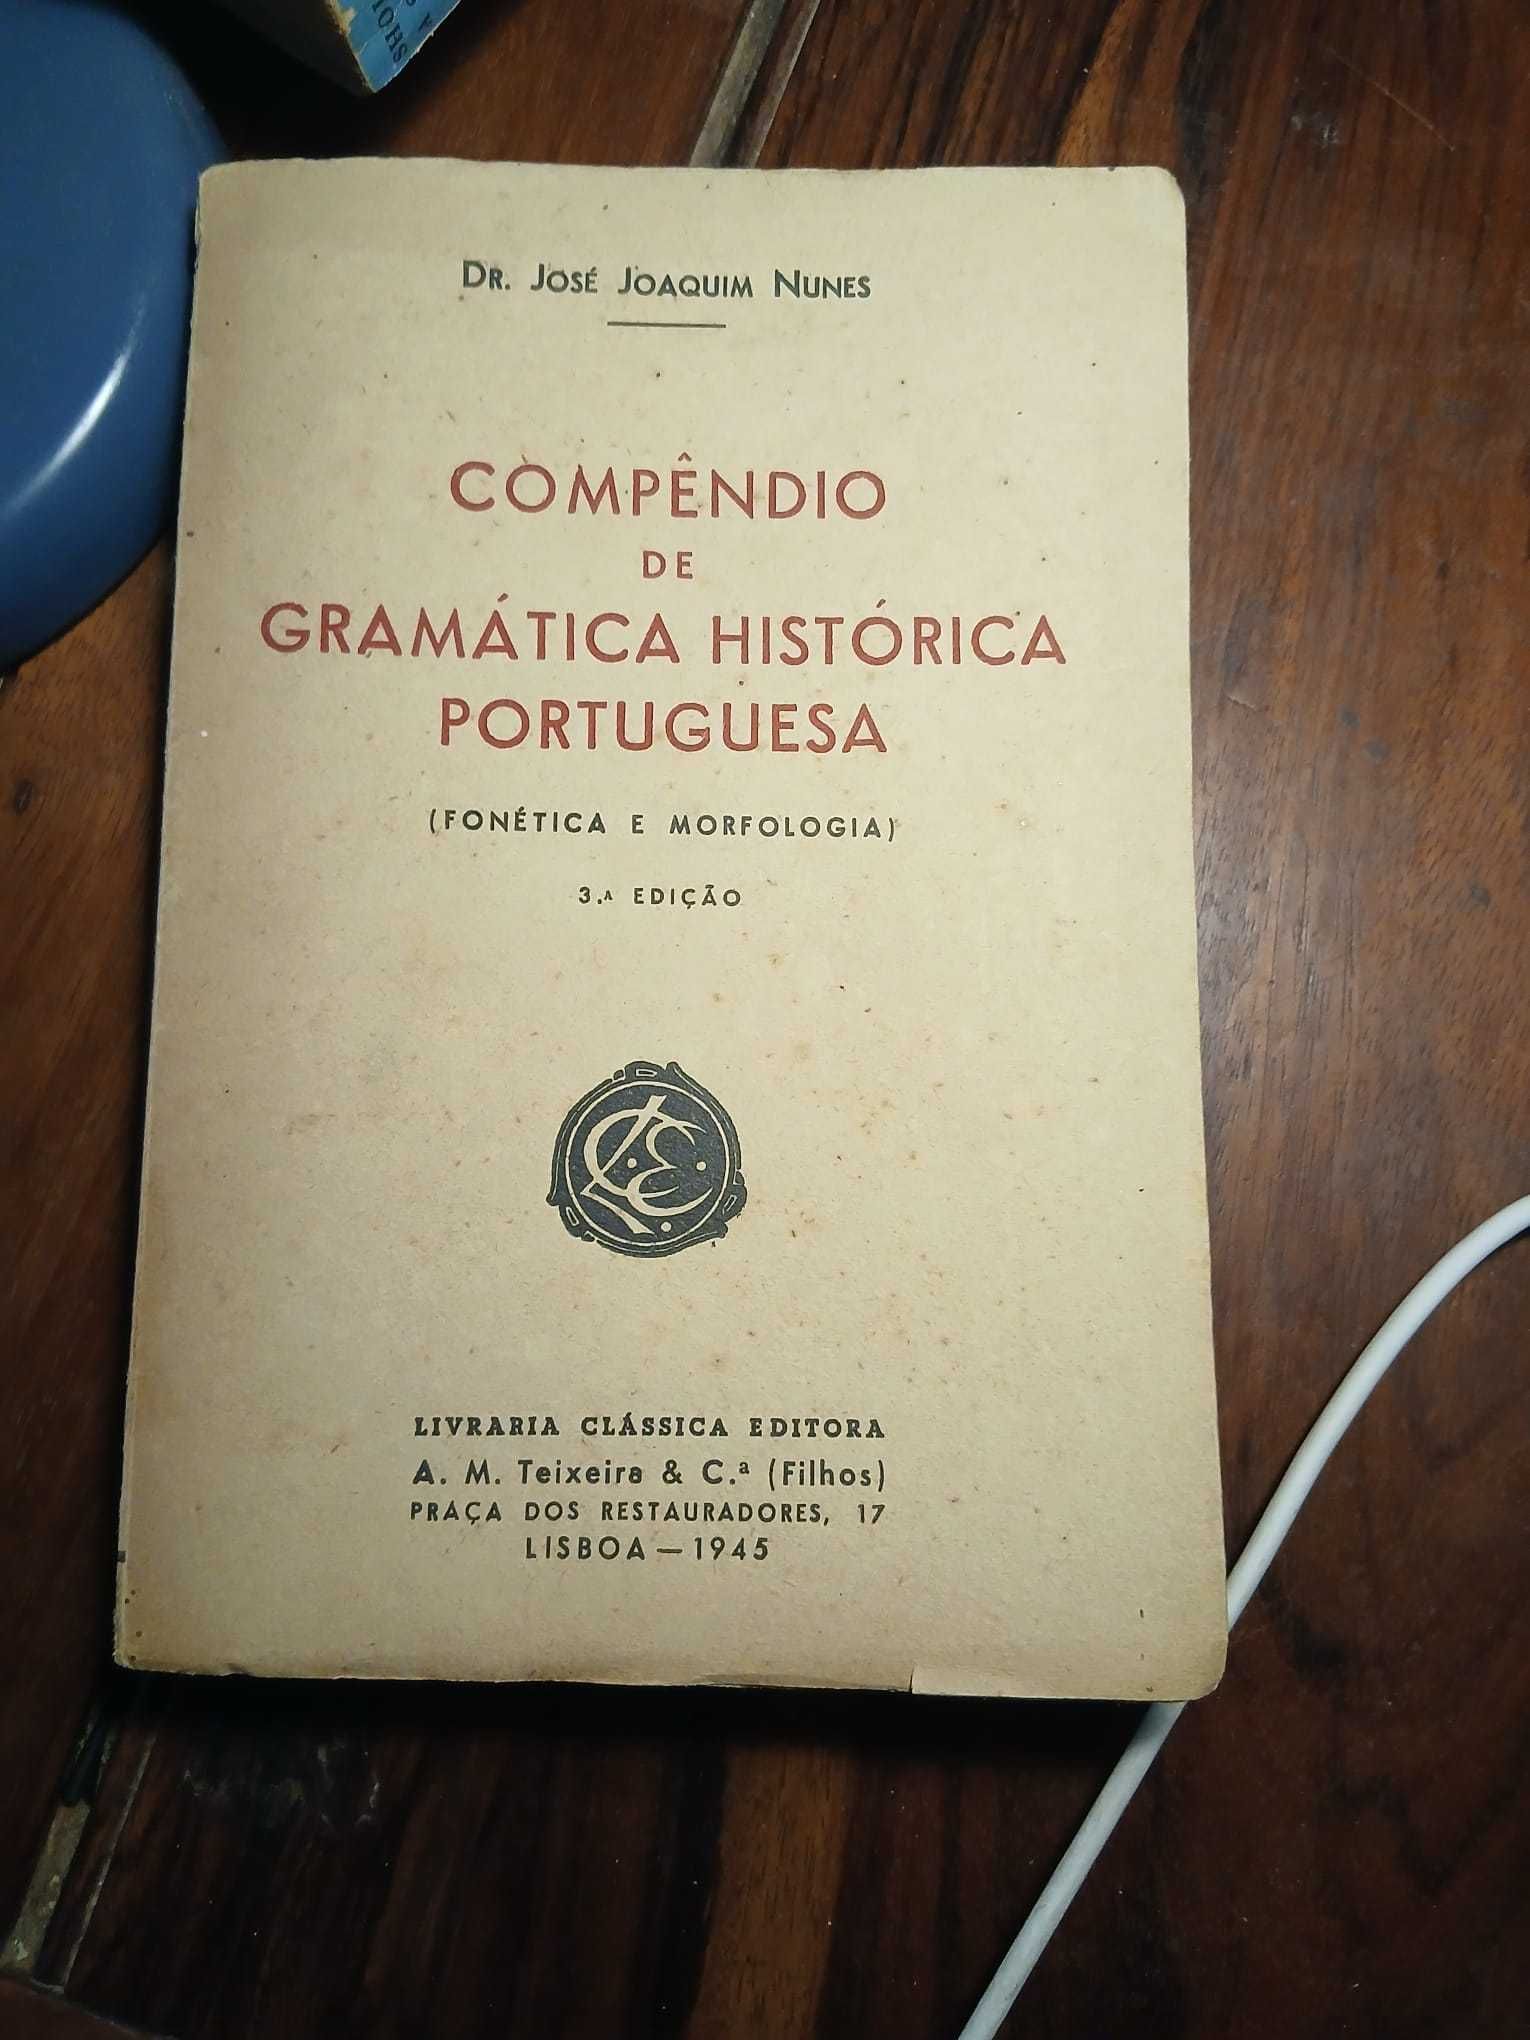 DR. JOSÉ JOAQUIM NUNES
COMPÊNDIO
DE
GRAMÁTICA HISTÓRICA
PORTUGUESA
(FONÉTICA E MORFOLOGIA)
3.ᴬ EDIÇÃO
LIVRARIA CLÁSSICA EDITORA
A. M. Teixeira & C.ª (Filhos)
PRAÇA DOS RESTAURADORES, 17
LISBOA — 1945